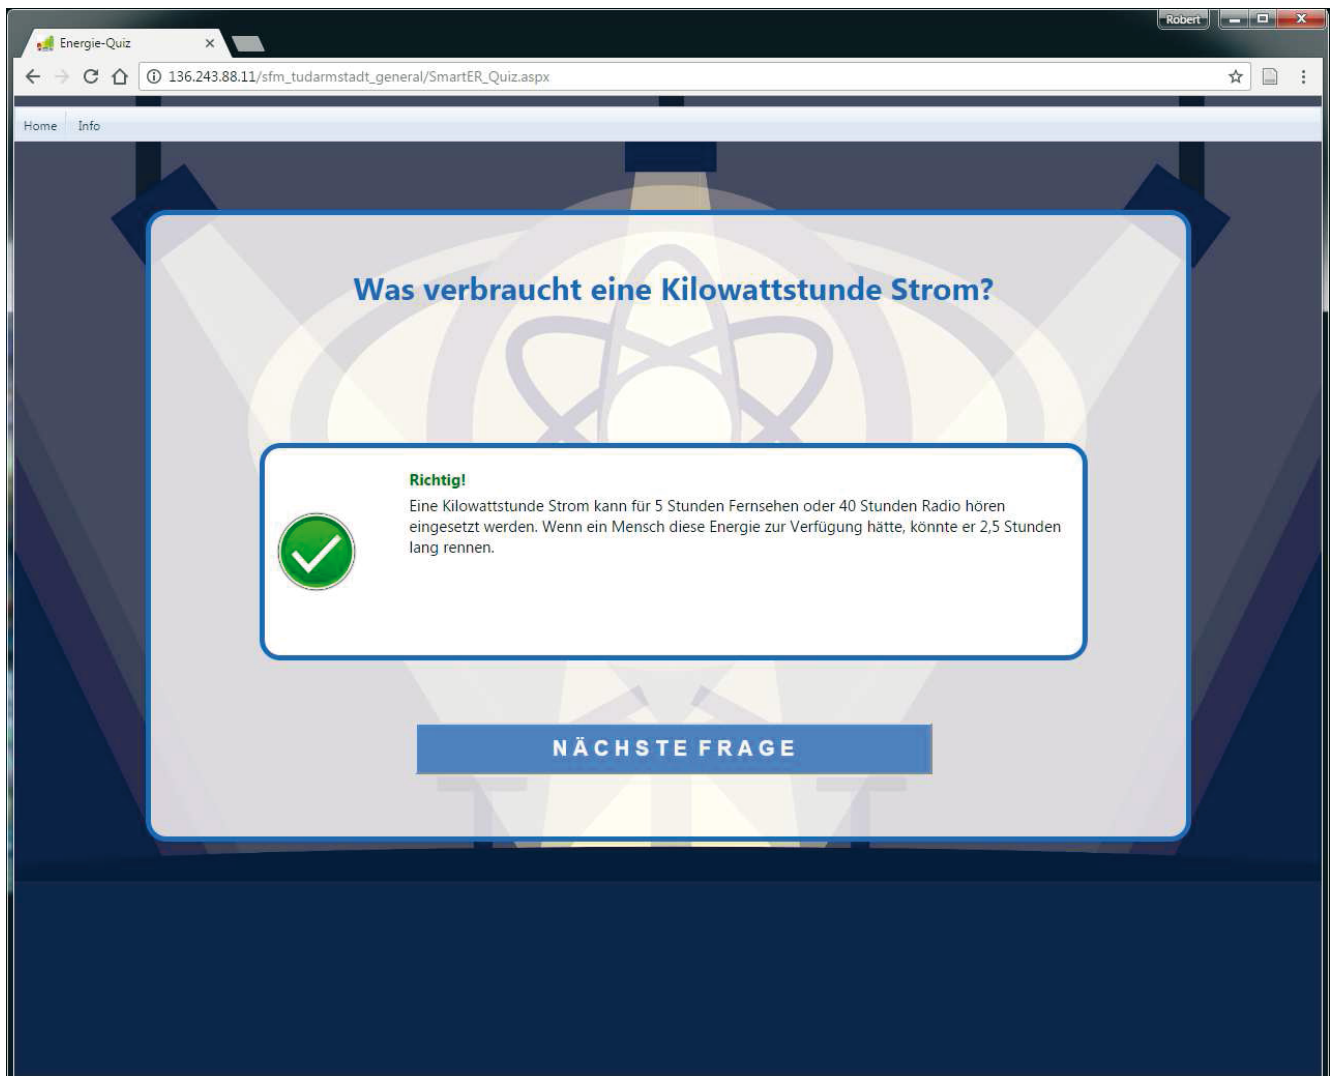 Robert
Energie-Quiz
136.243.88.11/sfm_tudarmstadt_general/SmartER_Quiz.aspx
Home Info
Was verbraucht eine Kilowattstunde Strom?
Richtig!
Eine Kilowattstunde Strom kann für 5 Stunden Fernsehen oder 40 Stunden Radio hören
eingesetzt werden. Wenn ein Mensch diese Energie zur Verfügung hätte, könnte er 2,5 Stunden
lang rennen.
NÄCHSTE FRAGE